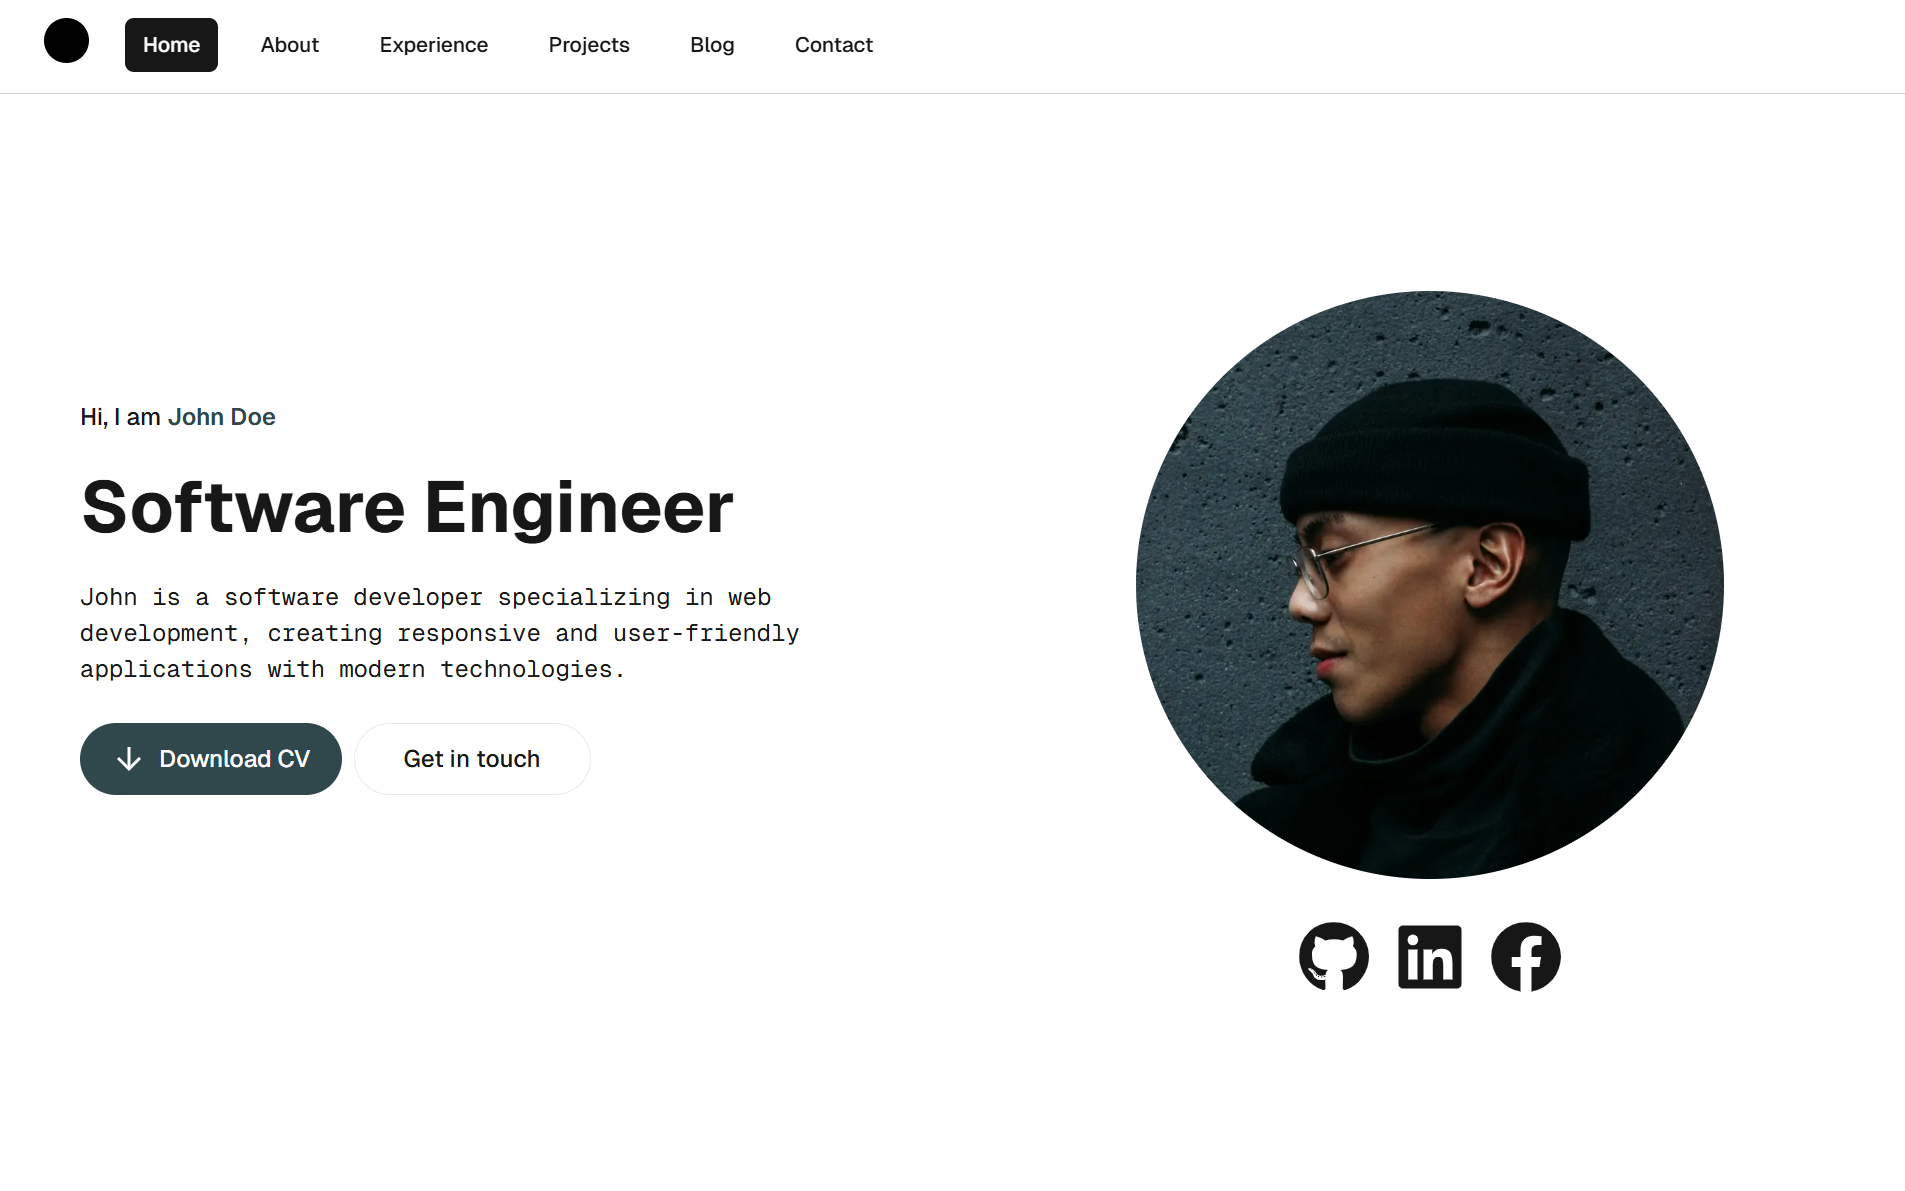 Home About Experience Projects Blog Contact
Hi, I am John Doe
Software Engineer
John is a software developer specializing in web
development, creating responsive and user-friendly
applications with modern technologies.
Download CV Get in touch
in